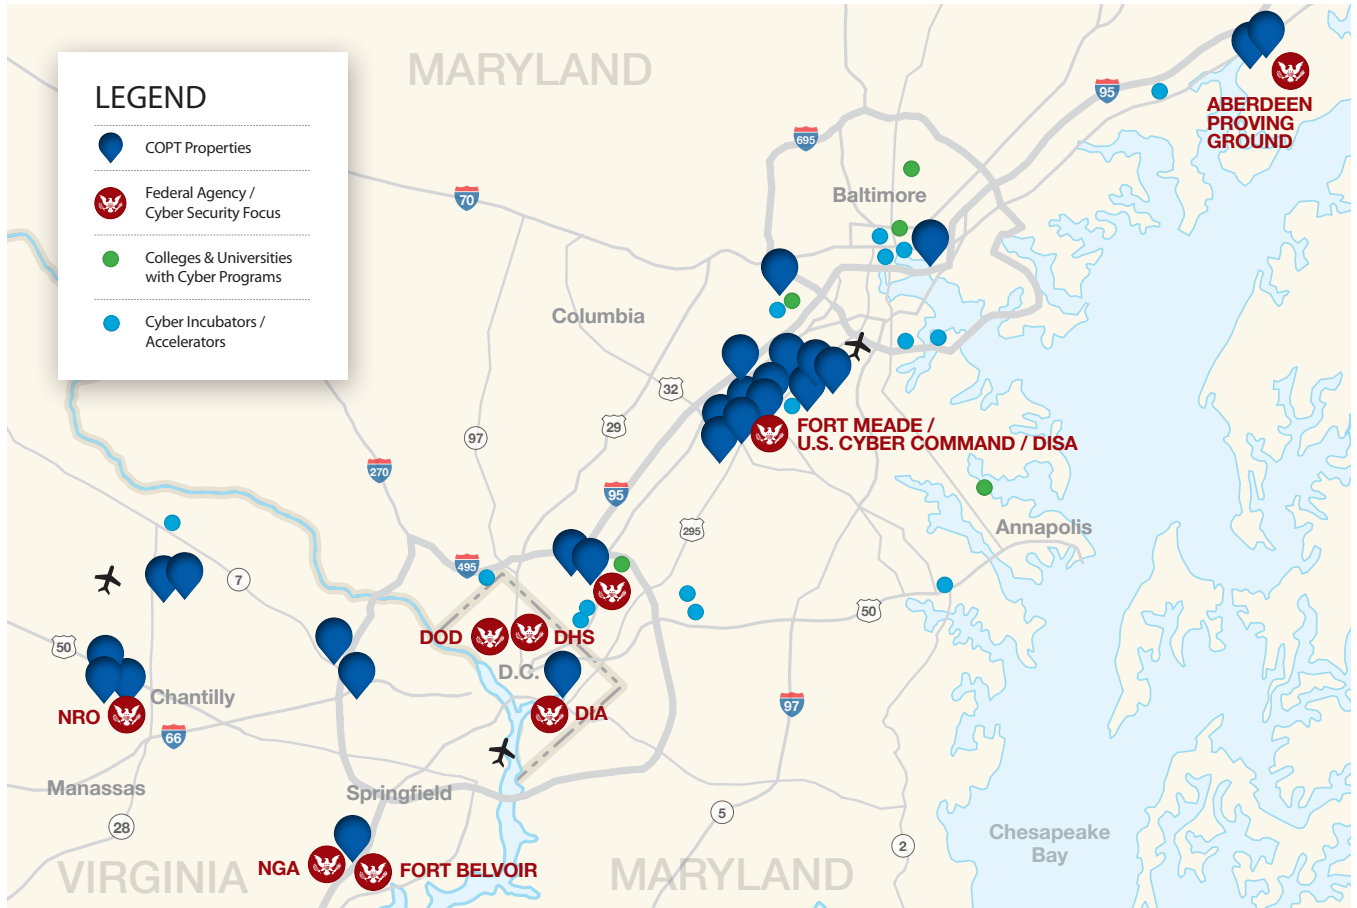 MARYLAND
LEGEND
COPT Properties
Federal Agency /
Cyber Security Focus
Colleges & Universities
with Cyber Programs
Cyber Incubators /
Accelerators
95
ABERDEEN
PROVING
GROUND
695
70
Baltimore
Columbia
32
29
97
FORT MEADE /
U.S. CYBER COMMAND / DISA
270
95
295
Annapolis
495
7
50
50
DOD
DHS
D.C.
Chantilly
NRO
DIA
97
66
Manassas
Springfield
28
5
2
Chesapeake
Bay
NGA
FORT BELVOIR
VIRGINIA
MARYLAND